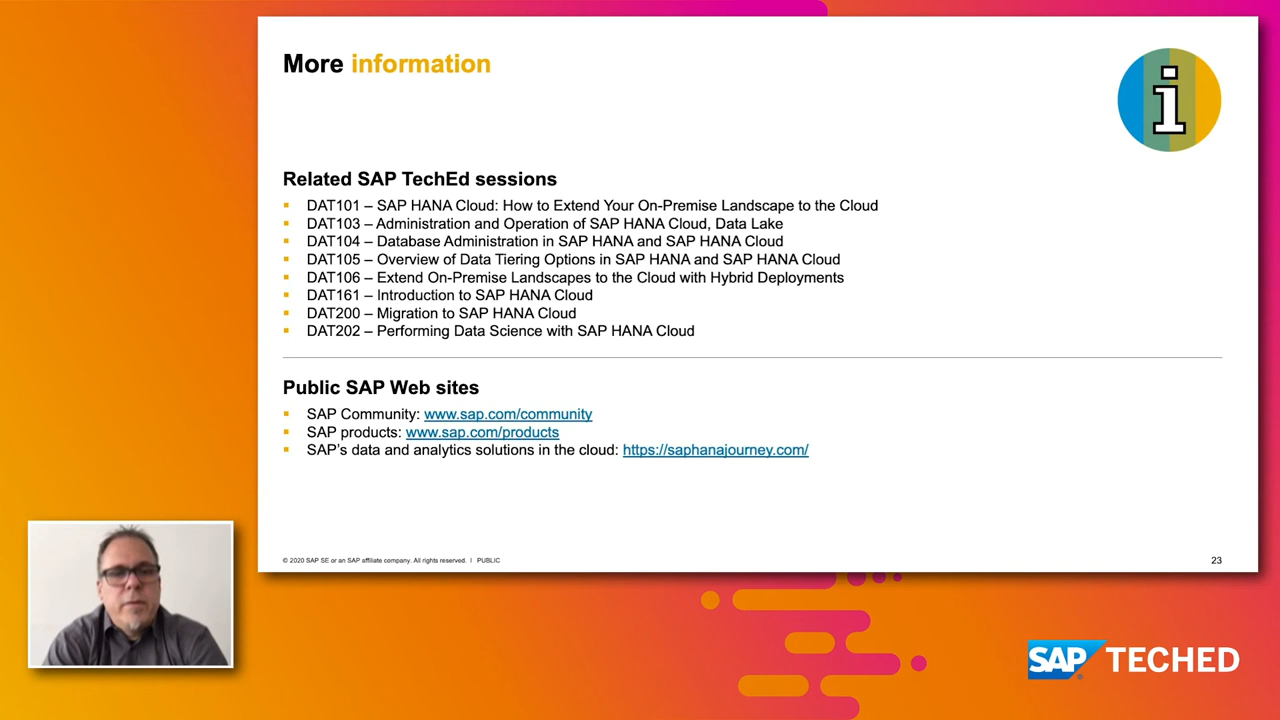 More information
i
Related SAP TechEd sessions
▪ DAT101 – SAP HANA Cloud: How to Extend Your On-Premise Landscape to the Cloud
▪ DAT103 – Administration and Operation of SAP HANA Cloud, Data Lake
▪ DAT104 – Database Administration in SAP HANA and SAP HANA Cloud
▪ DAT105 – Overview of Data Tiering Options in SAP HANA and SAP HANA Cloud
▪ DAT106 – Extend On-Premise Landscapes to the Cloud with Hybrid Deployments
▪ DAT161 – Introduction to SAP HANA Cloud
▪ DAT200 – Migration to SAP HANA Cloud
▪ DAT202 – Performing Data Science with SAP HANA Cloud
Public SAP Web sites
▪ SAP Community: www.sap.com/community
▪ SAP products: www.sap.com/products
▪ SAP’s data and analytics solutions in the cloud: https://saphanajourney.com/
© 2020 SAP SE or an SAP affiliate company. All rights reserved. I PUBLIC
23
SAP® TECHED